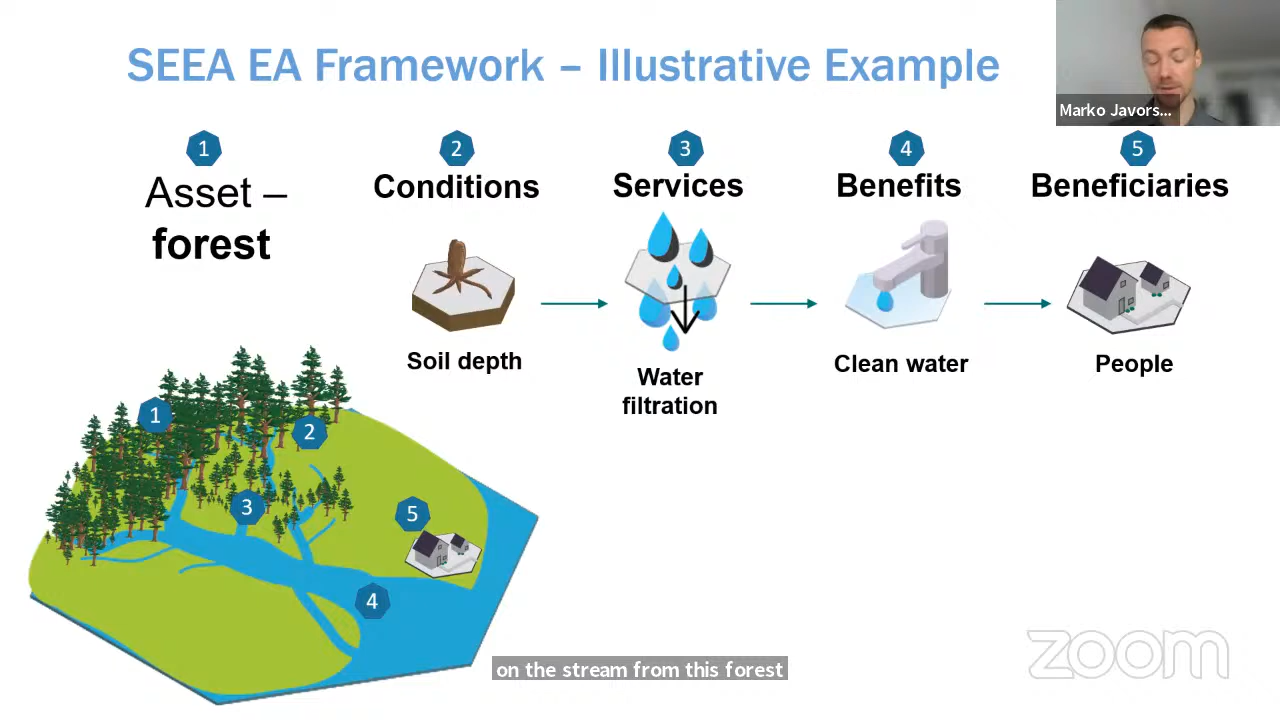 SEEA EA Framework – Illustrative Example
Marko Javors...
1
2
3
4
5
Asset –
forest
Conditions
Services
Benefits
Beneficiaries
Soil depth
Water
filtration
Clean water
People
1
2
3
5
4
on the stream from this forest
zoom